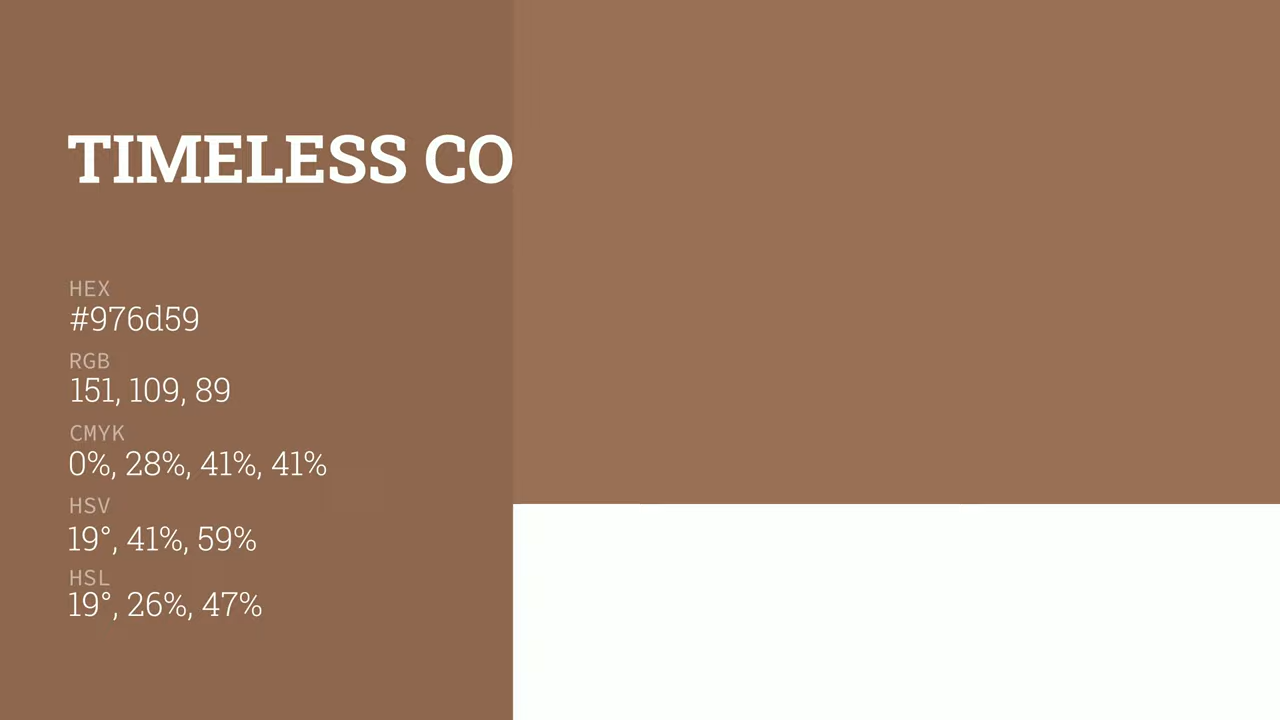 TIMELESS CO
HEX
#976d59
RGB
151, 109, 89
CMYK
0%, 28%, 41%, 41%
HSV
19°, 41%, 59%
HSL
19°, 26%, 47%